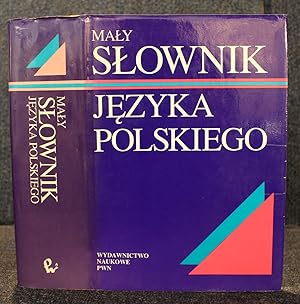 MAŁY
SŁOWNIK
JĘZYKA
POLSKIEGO
WYDAWNICTWO
NAUKOWE
PWN
MAŁY
SŁOWNIK
JĘZYKA POLSKIEGO